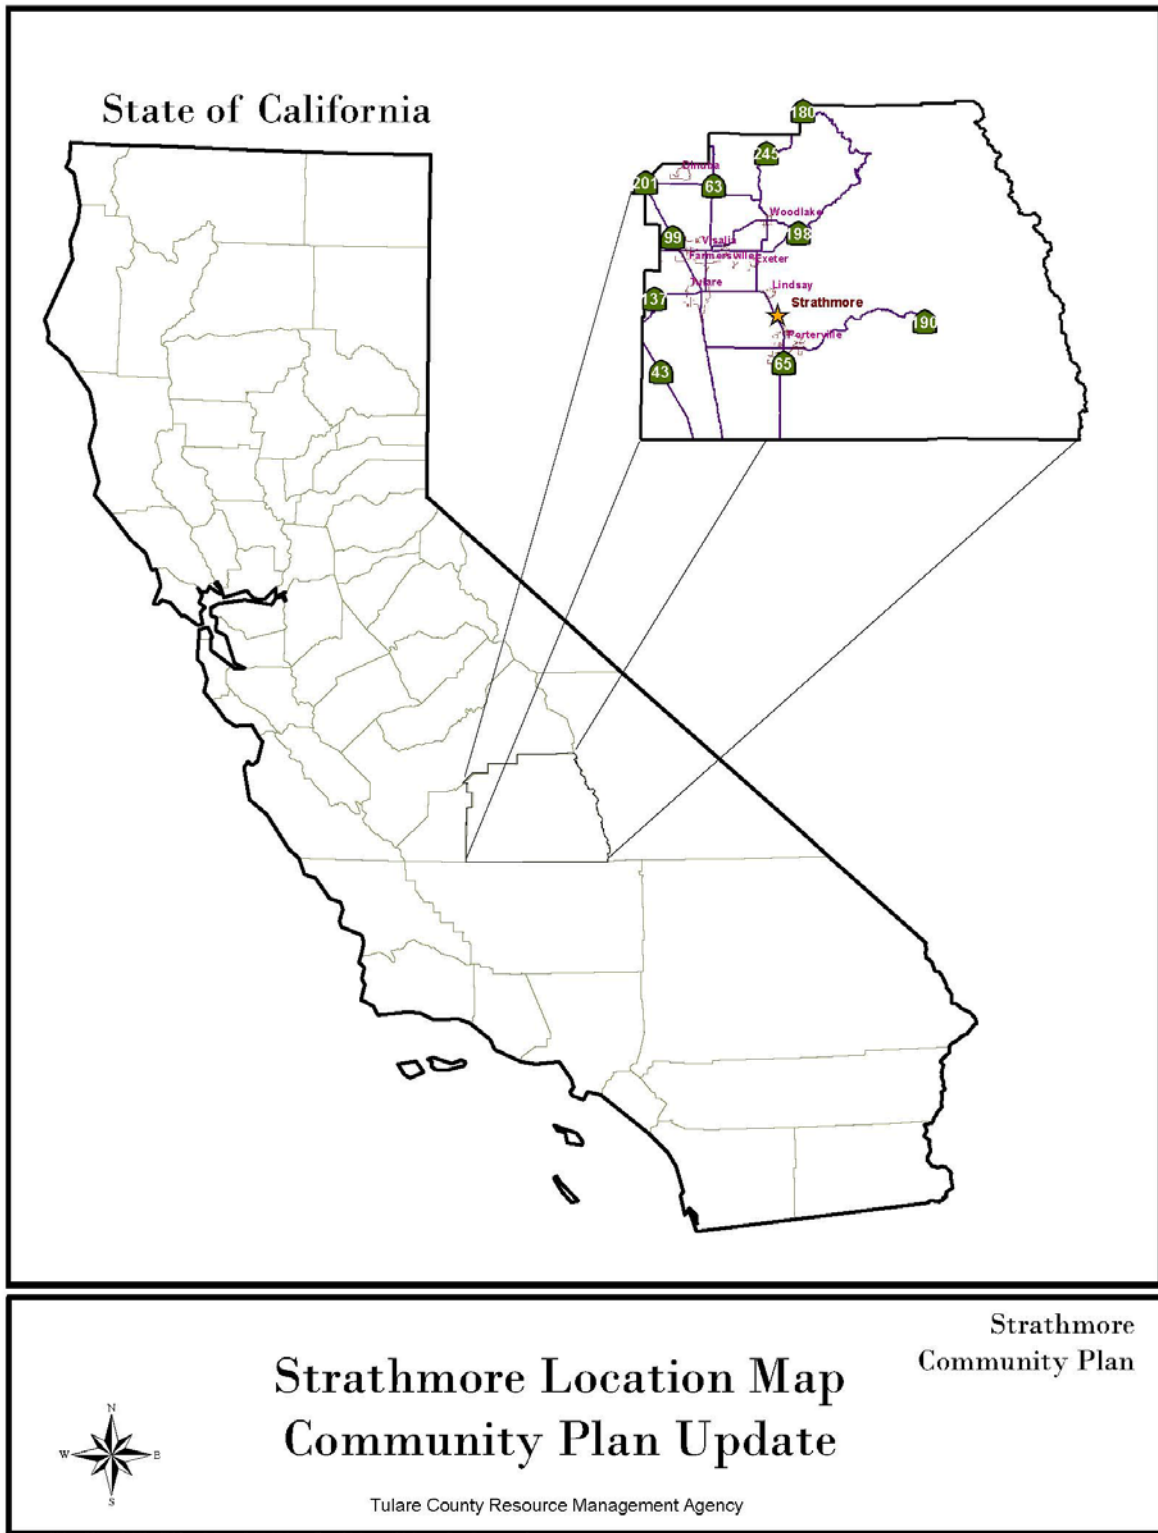 State of California
180
245
Dinuba
201
63
Woodlake
99
198
Visalia
Farmersville
Exeter
Tulare
Lindsay
137
Strathmore
190
Porterville
43
65
Strathmore
Community Plan
Strathmore Location Map
Community Plan Update
N
W
E
S
Tulare County Resource Management Agency